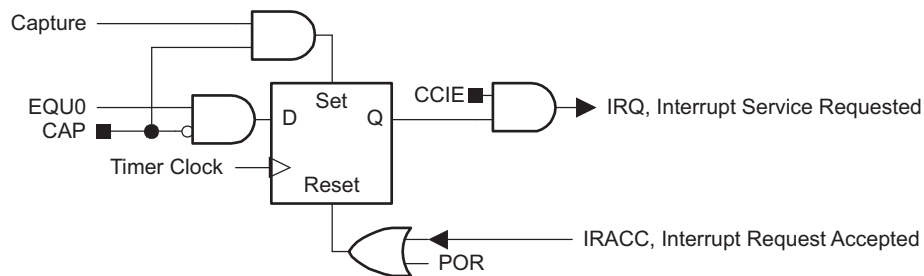 Capture
Set
CCIE
IRQ, Interrupt Service Requested
EQU0
D
Q
CAP
Timer Clock
Reset
IRACC, Interrupt Request Accepted
POR